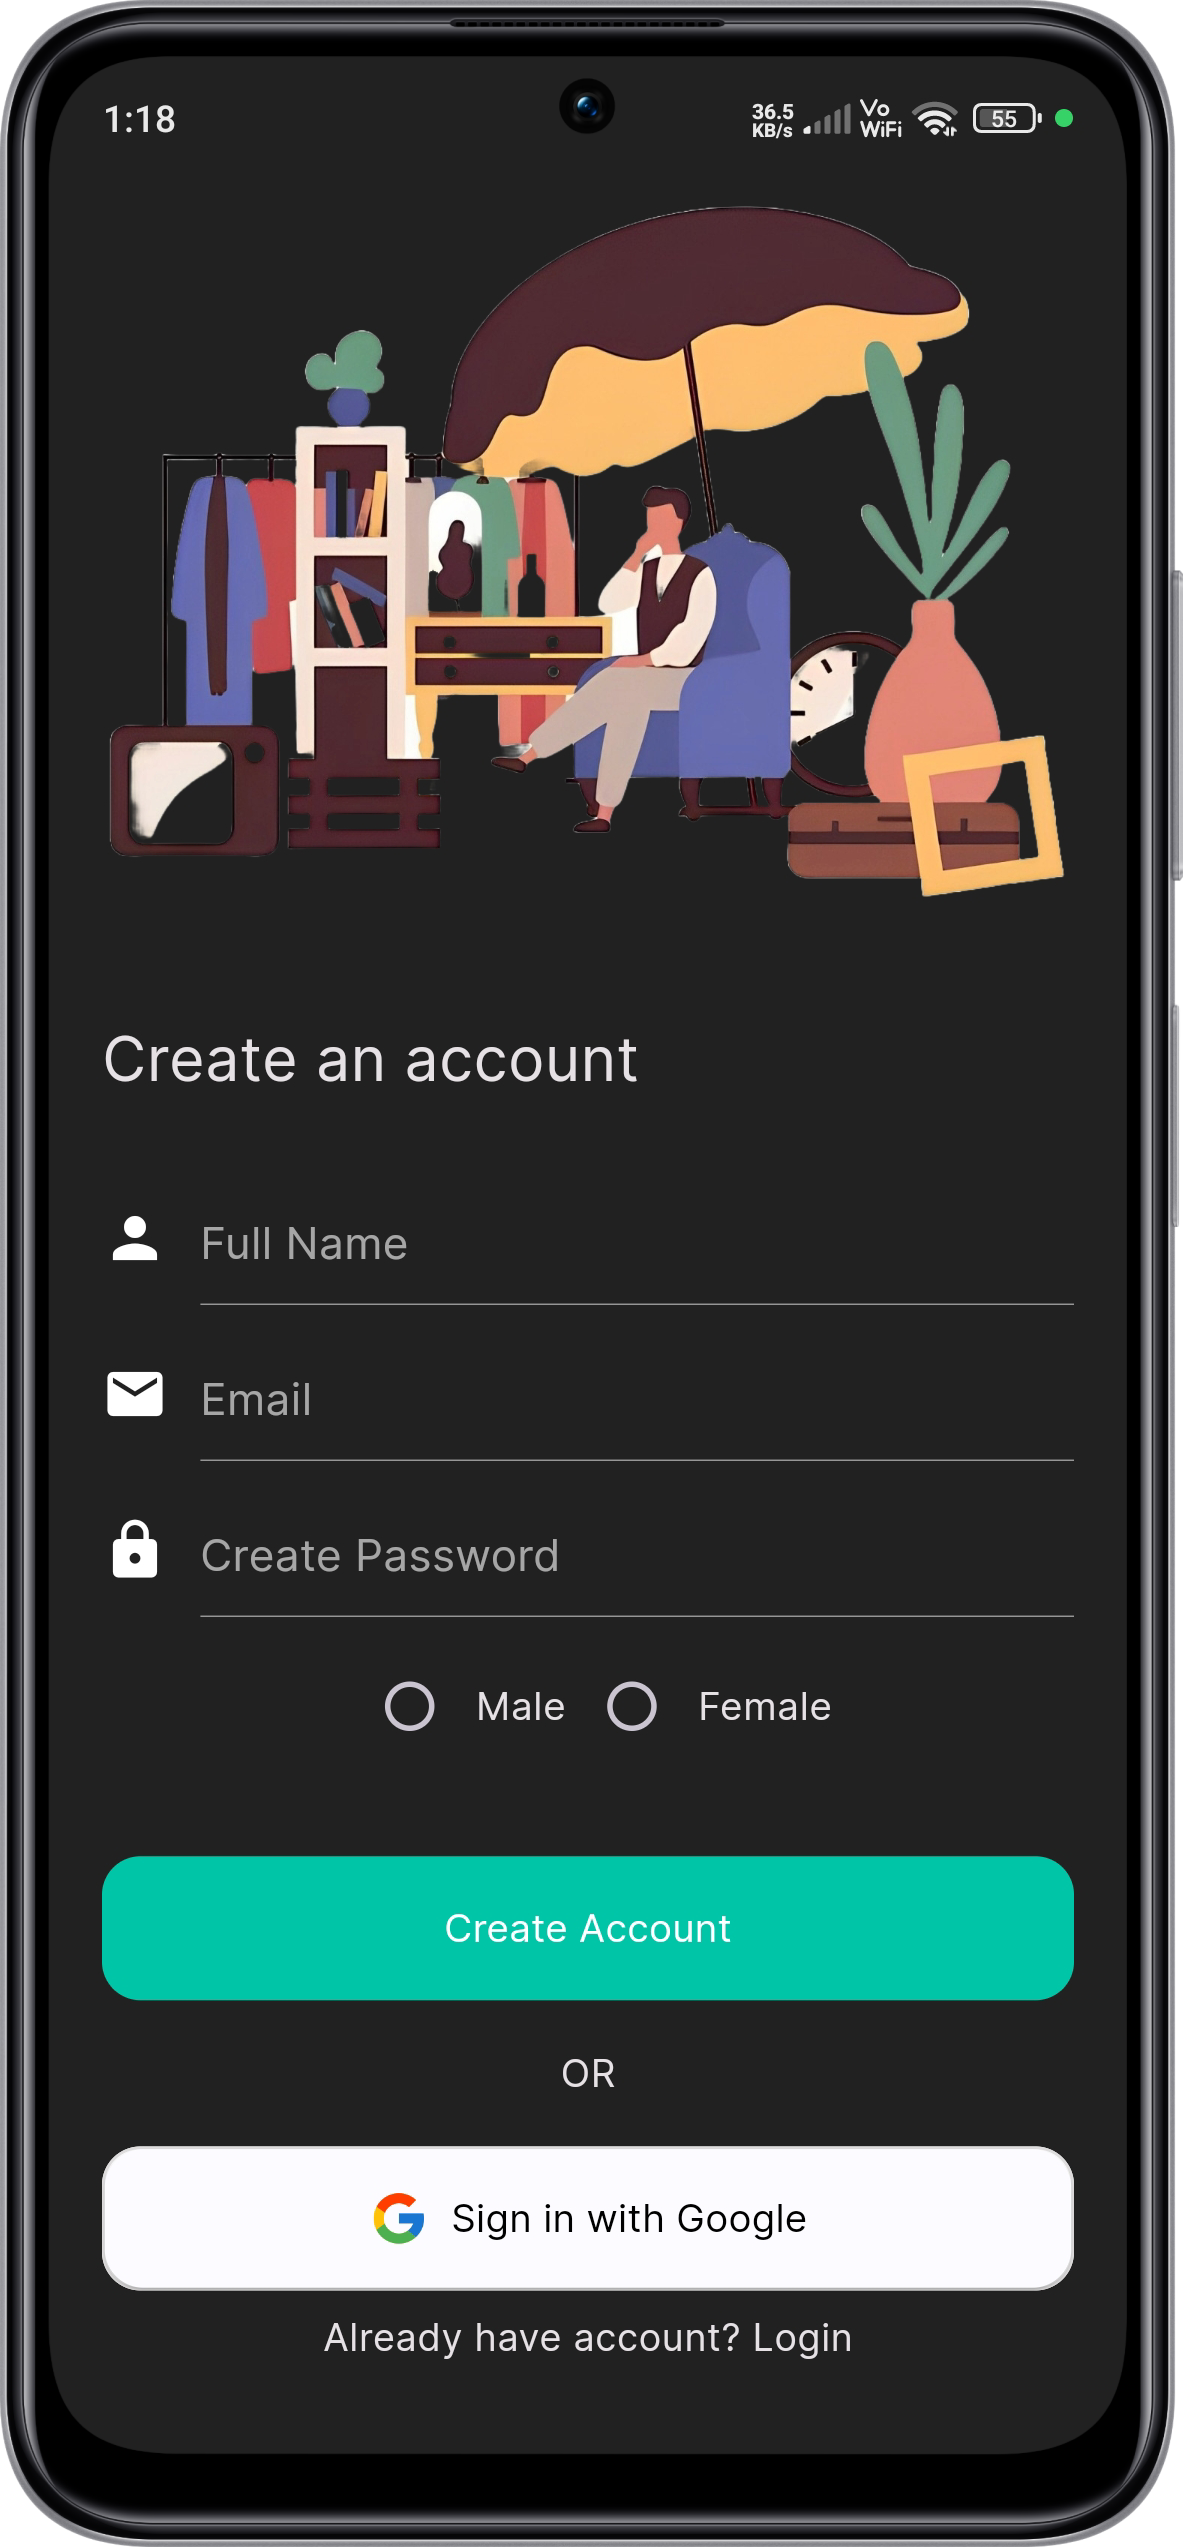 1:18
36.5
KB/s
Vo
WiFi
55
Create an account
Full Name
Email
Create Password
Male Female
Create Account
OR
Sign in with Google
Already have account? Login